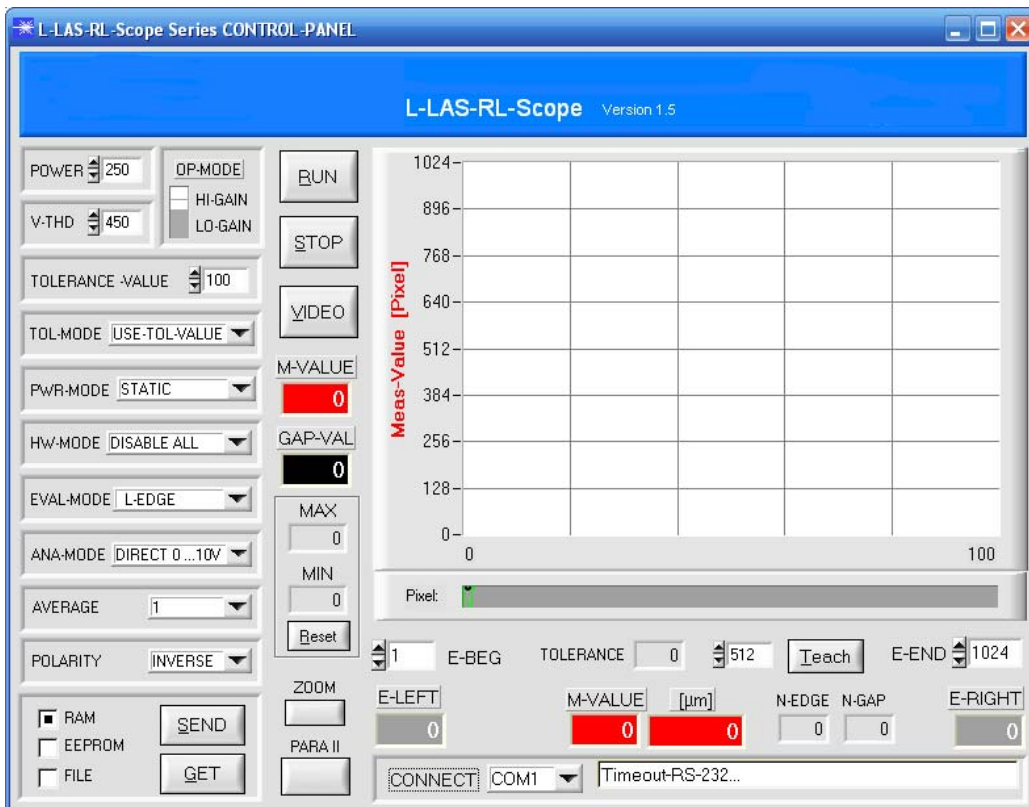 L-LAS-RL-Scope Series CONTROL-PANEL
L-LAS-RL-Scope Version 1.5
POWER 250
OP-MODE
HI-GAIN
LO-GAIN
V-THD 450
TOLERANCE -VALUE 100
TOL-MODE USE-TOL-VALUE
PWR-MODE STATIC
HW-MODE DISABLE ALL
EVAL-MODE L-EDGE
ANA-MODE DIRECT 0...10V
AVERAGE 1
POLARITY INVERSE
RAM
EEPROM
FILE
SEND
GET
RUN
STOP
VIDEO
M-VALUE
0
GAP-VAL
0
MAX
0
MIN
0
Reset
ZOOM
PARA II
Meas-Value [Pixel]
1024
896
768
640
512
384
256
128
0
0 100
Pixel:
1 E-BEG TOLERANCE 0 512 Teach E-END 1024
E-LEFT M-VALUE [µm] N-EDGE N-GAP E-RIGHT
0 0 0 0 0 0
CONNECT COM1 Timeout-RS-232...